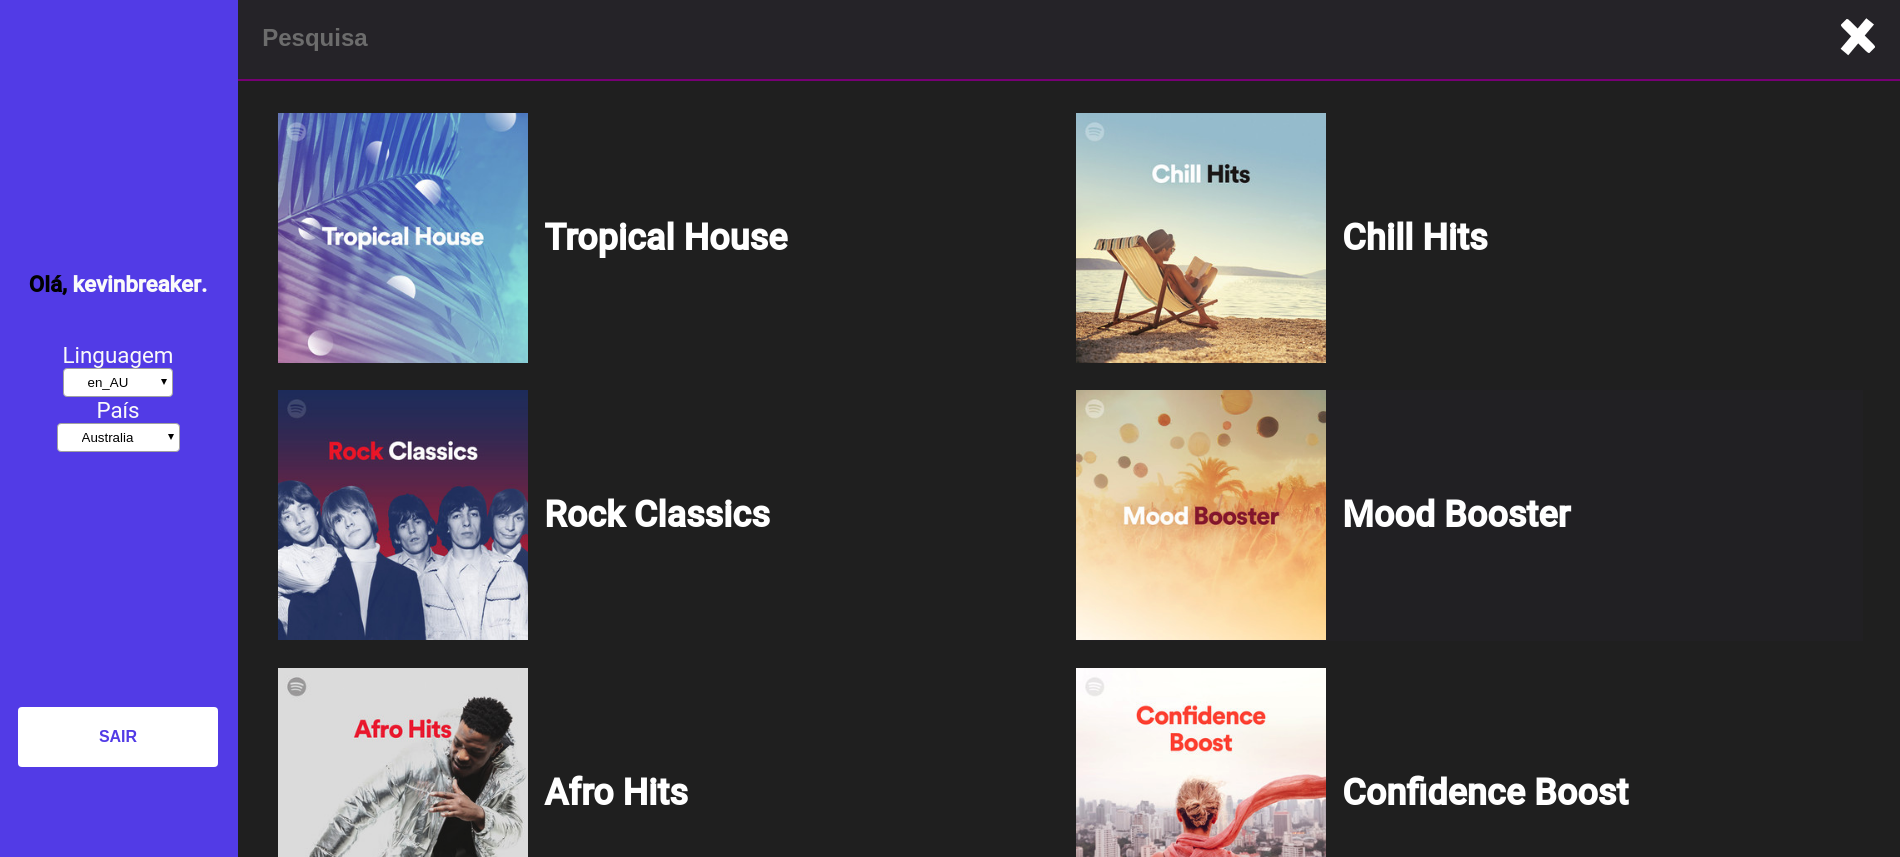 Pesquisa
Olá, kevinbreaker.
Linguagem
en_AU
País
Australia
SAIR
Tropical House
Tropical House
Chill Hits
Chill Hits
Rock Classics
Rock Classics
Mood Booster
Mood Booster
Afro Hits
Afro Hits
Confidence
Boost
Confidence Boost